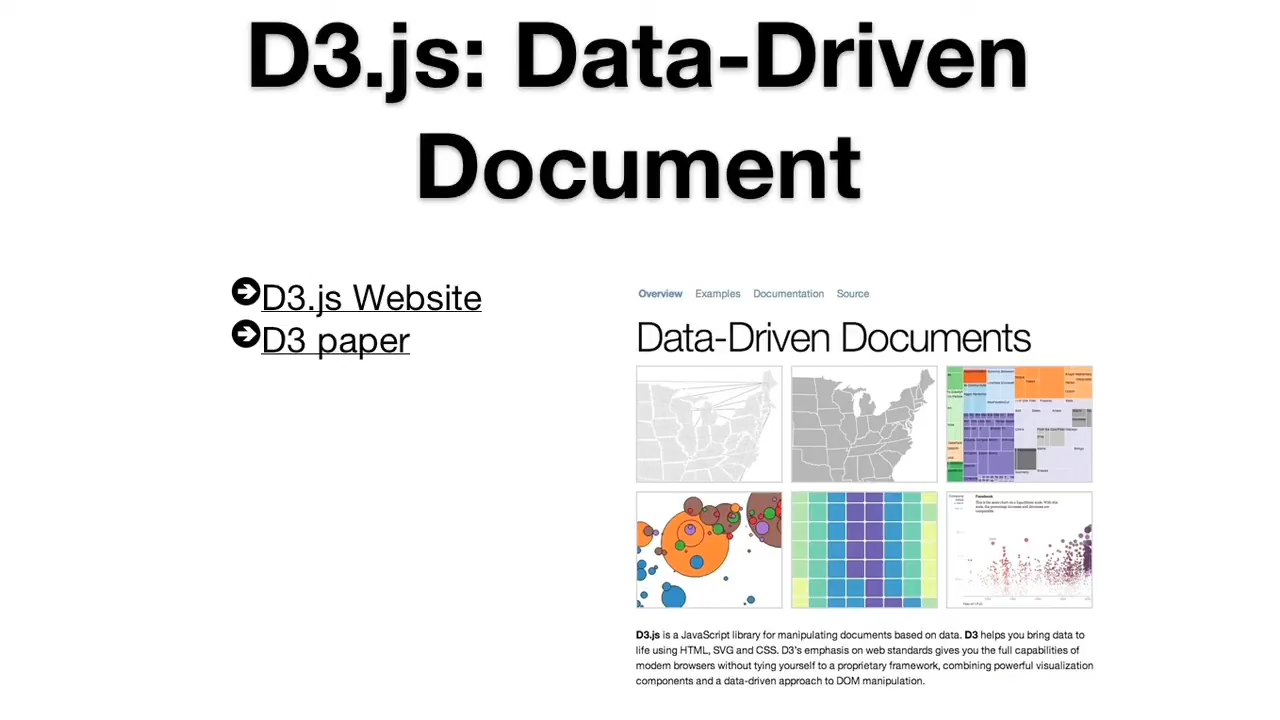 D3.js: Data-Driven
Document
D3.js Website
D3 paper
Overview Examples Documentation Source
Data-Driven Documents
Facebook
D3.js is a JavaScript library for manipulating documents based on data. D3 helps you bring data to
life using HTML, SVG and CSS. D3's emphasis on web standards gives you the full capabilities of
modern browsers without tying yourself to a proprietary framework, combining powerful visualization
components and a data-driven approach to DOM manipulation.